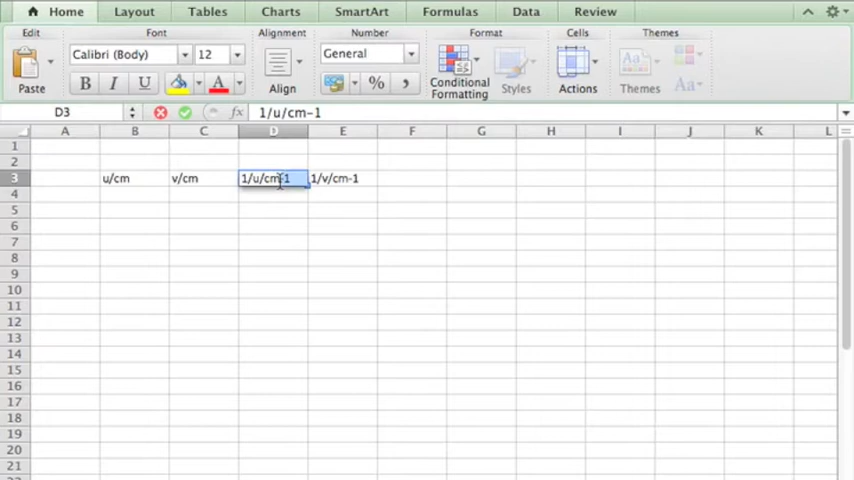 Home Layout Tables Charts SmartArt Formulas Data Review
Edit Font Alignment Number Format Cells Themes
Calibri (Body) 12 General
Paste B I U A Align % , Conditional Formatting Styles Actions Themes Aa
D3 fx 1/u/cm-1
A B C D E F G H I J K L
1
2
3 u/cm v/cm 1/u/cm-1 1/v/cm-1
4
5
6
7
8
9
10
11
12
13
14
15
16
17
18
19
20
21